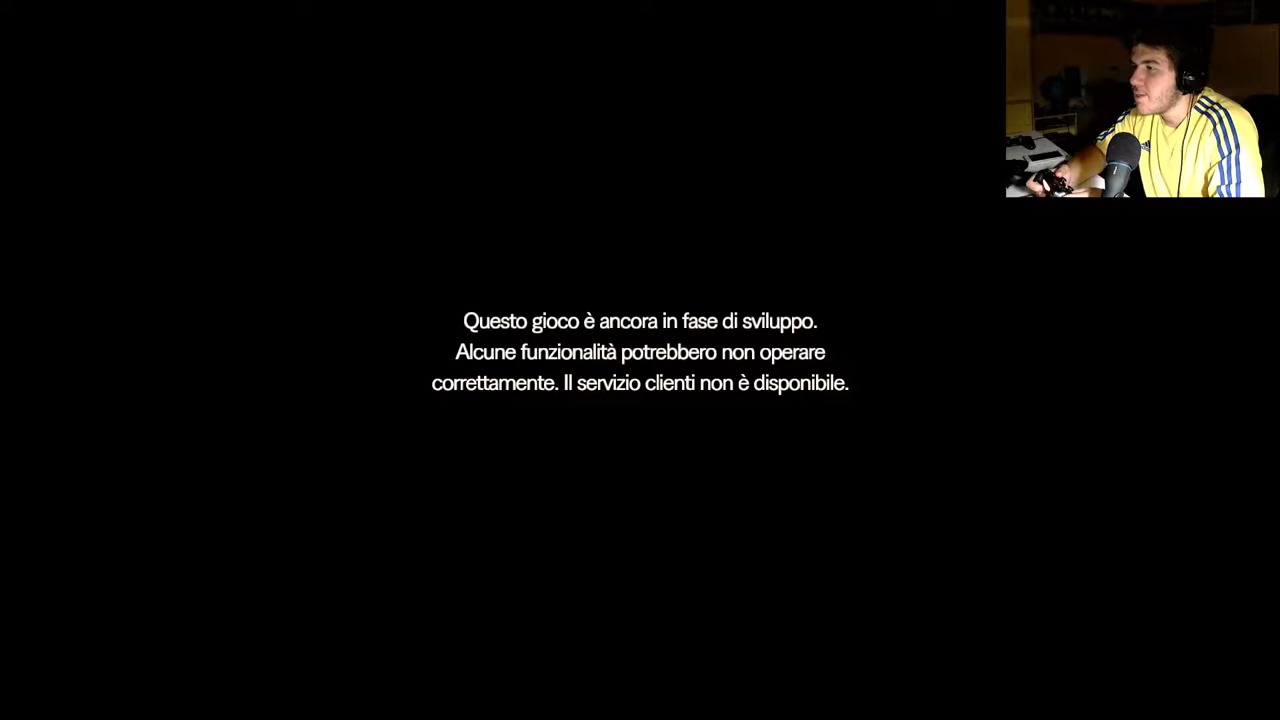 Questo gioco è ancora in fase di sviluppo.
Alcune funzionalità potrebbero non operare
correttamente. Il servizio clienti non è disponibile.